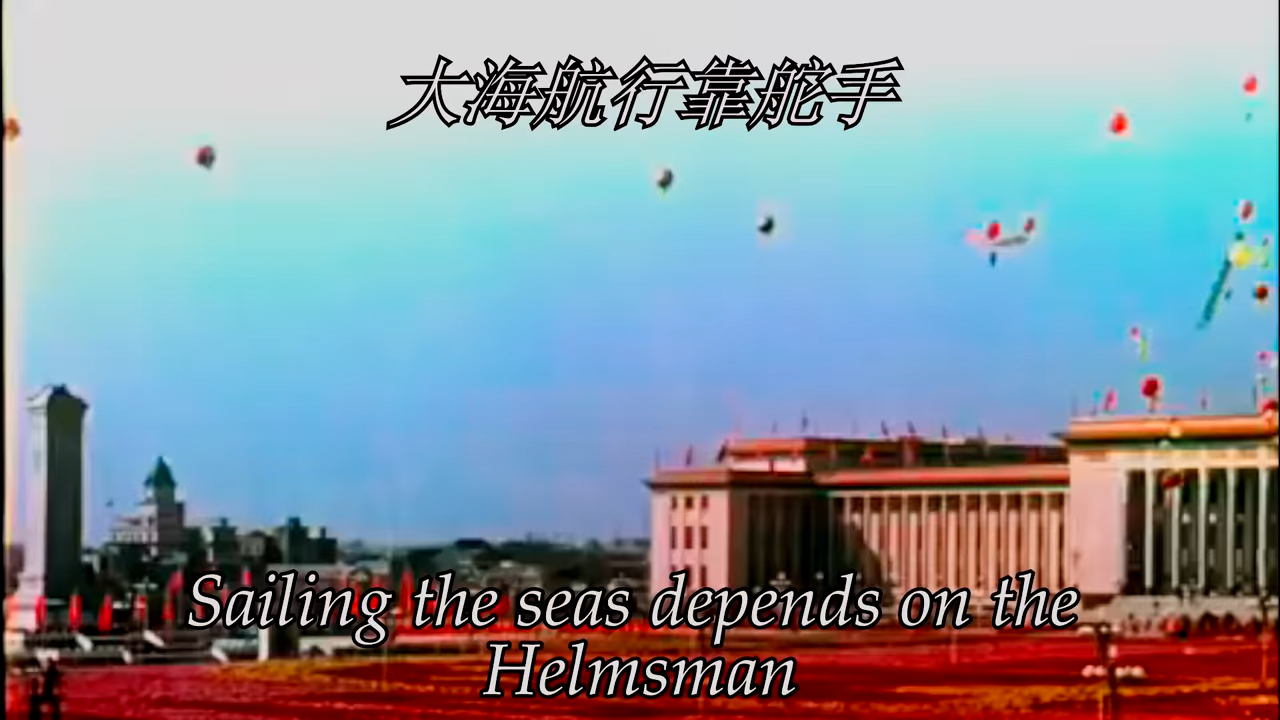 大海航行靠舵手
Sailing the seas depends on the
Helmsman